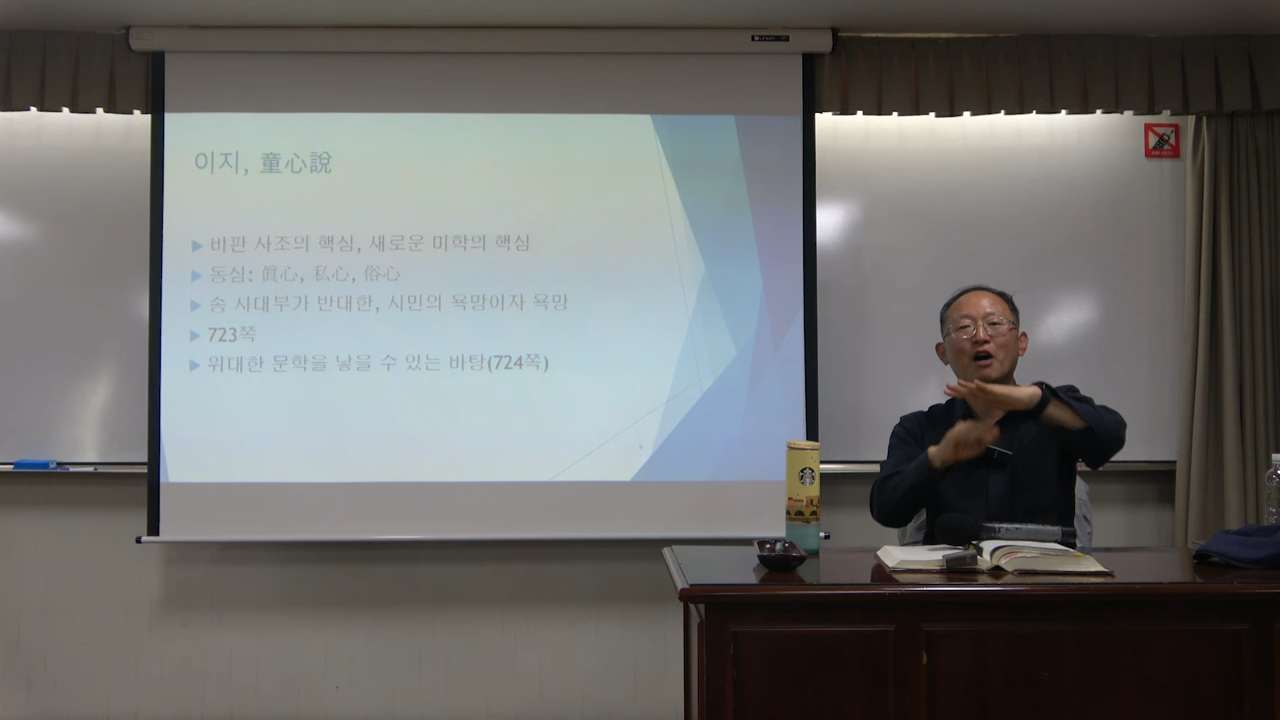 이지, 童心說
▶ 비판 사조의 핵심, 새로운 미학의 핵심
▶ 동심: 眞心, 私心, 俗心
▶ 송 사대부가 반대한, 시민의 욕망이자 욕망
▶ 723쪽
▶ 위대한 문학을 낳을 수 있는 바탕(724쪽)